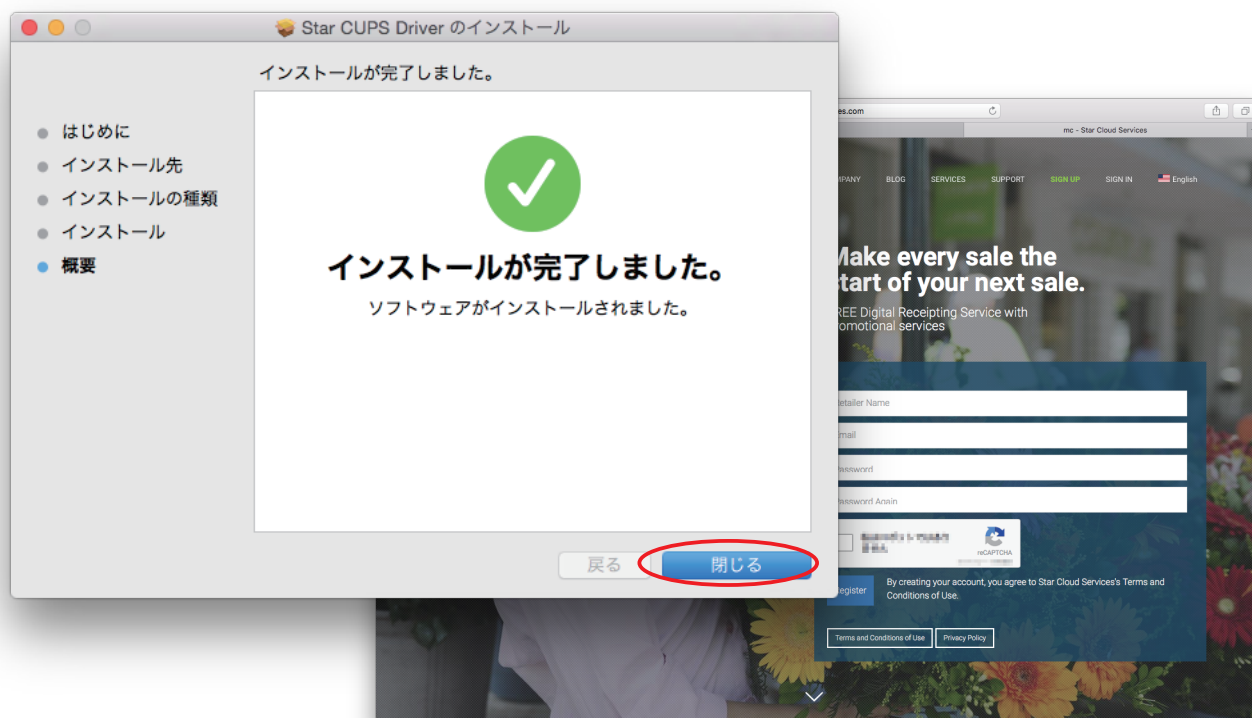 Star CUPS Driver のインストール
インストールが完了しました。
はじめに
インストール先
インストールの種類
インストール
概要
インストールが完了しました。
ソフトウェアがインストールされました。
戻る
閉じる
es.com
mc - Star Cloud Services
MPANY BLOG SERVICES SUPPORT SIGN UP SIGN IN English
Make every sale the
start of your next sale.
REE Digital Receipting Service with
romotional services
etailer Name
mail
assword
assword Again
reCAPTCHA
egister
By creating your account, you agree to Star Cloud Services's Terms and
Conditions of Use.
Terms and Conditions of Use
Privacy Policy